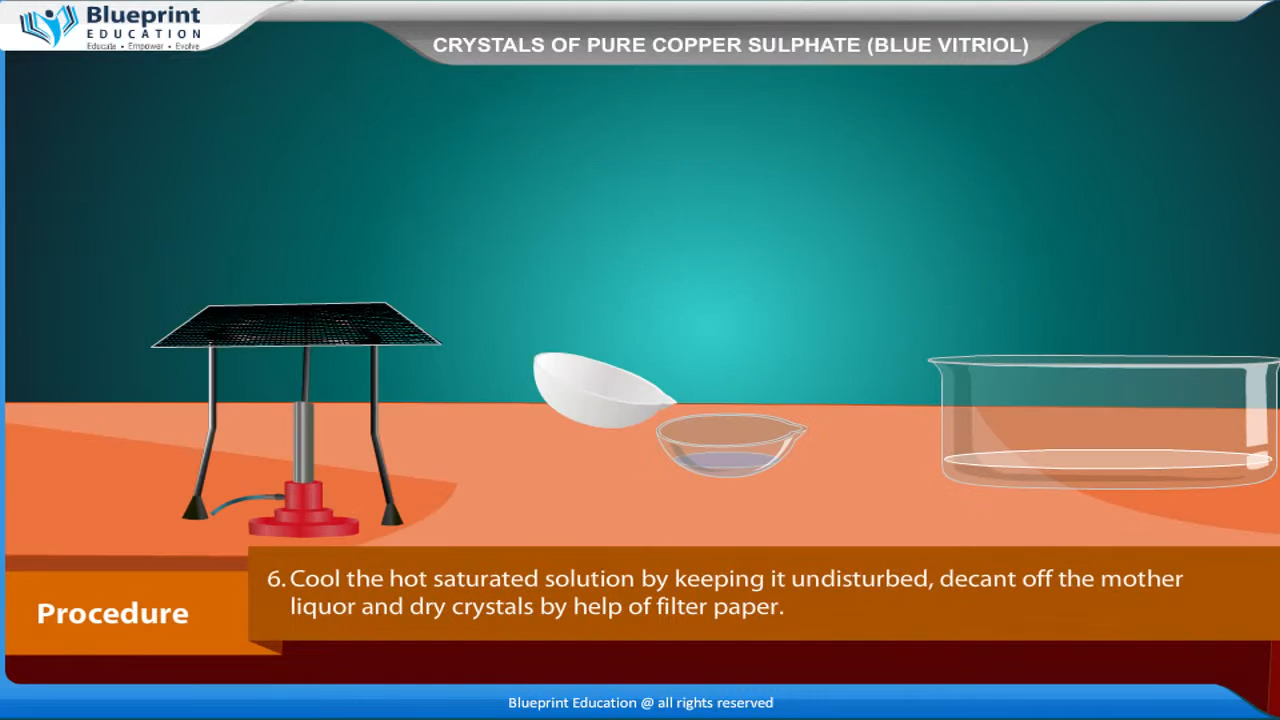 Blueprint
EDUCATION
Educate • Empower • Evolve
CRYSTALS OF PURE COPPER SULPHATE (BLUE VITRIOL)
6. Cool the hot saturated solution by keeping it undisturbed, decant off the mother
liquor and dry crystals by help of filter paper.
Procedure
Blueprint Education @ all rights reserved